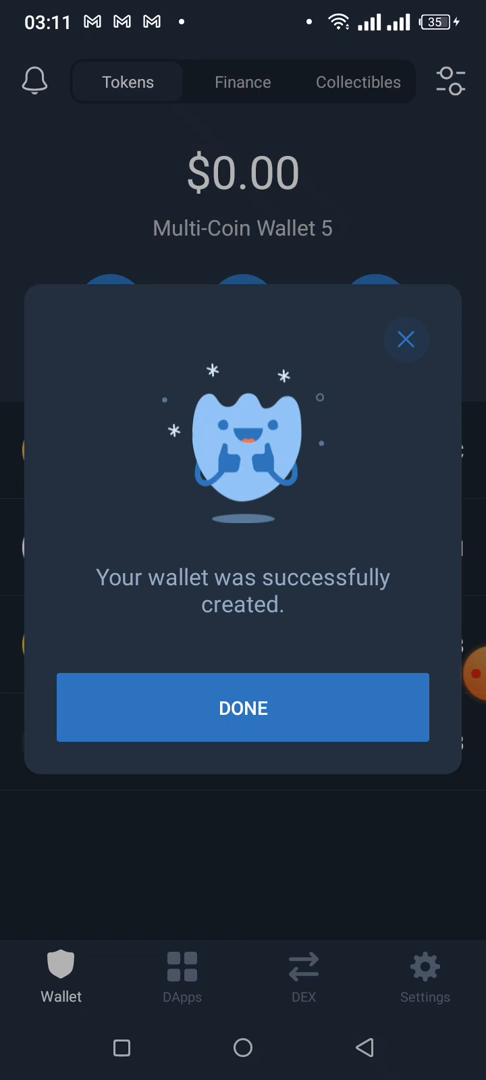 03:11
35
Tokens Finance Collectibles
$0.00
Multi-Coin Wallet 5
Your wallet was successfully
created.
DONE
Wallet DApps DEX Settings